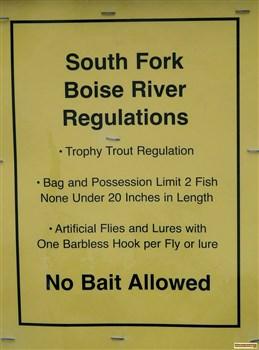 South Fork
Boise River
Regulations
• Trophy Trout Regulation
• Bag and Possession Limit 2 Fish
None Under 20 Inches in Length
• Artificial Flies and Lures with
One Barbless Hook per Fly or lure
No Bait Allowed